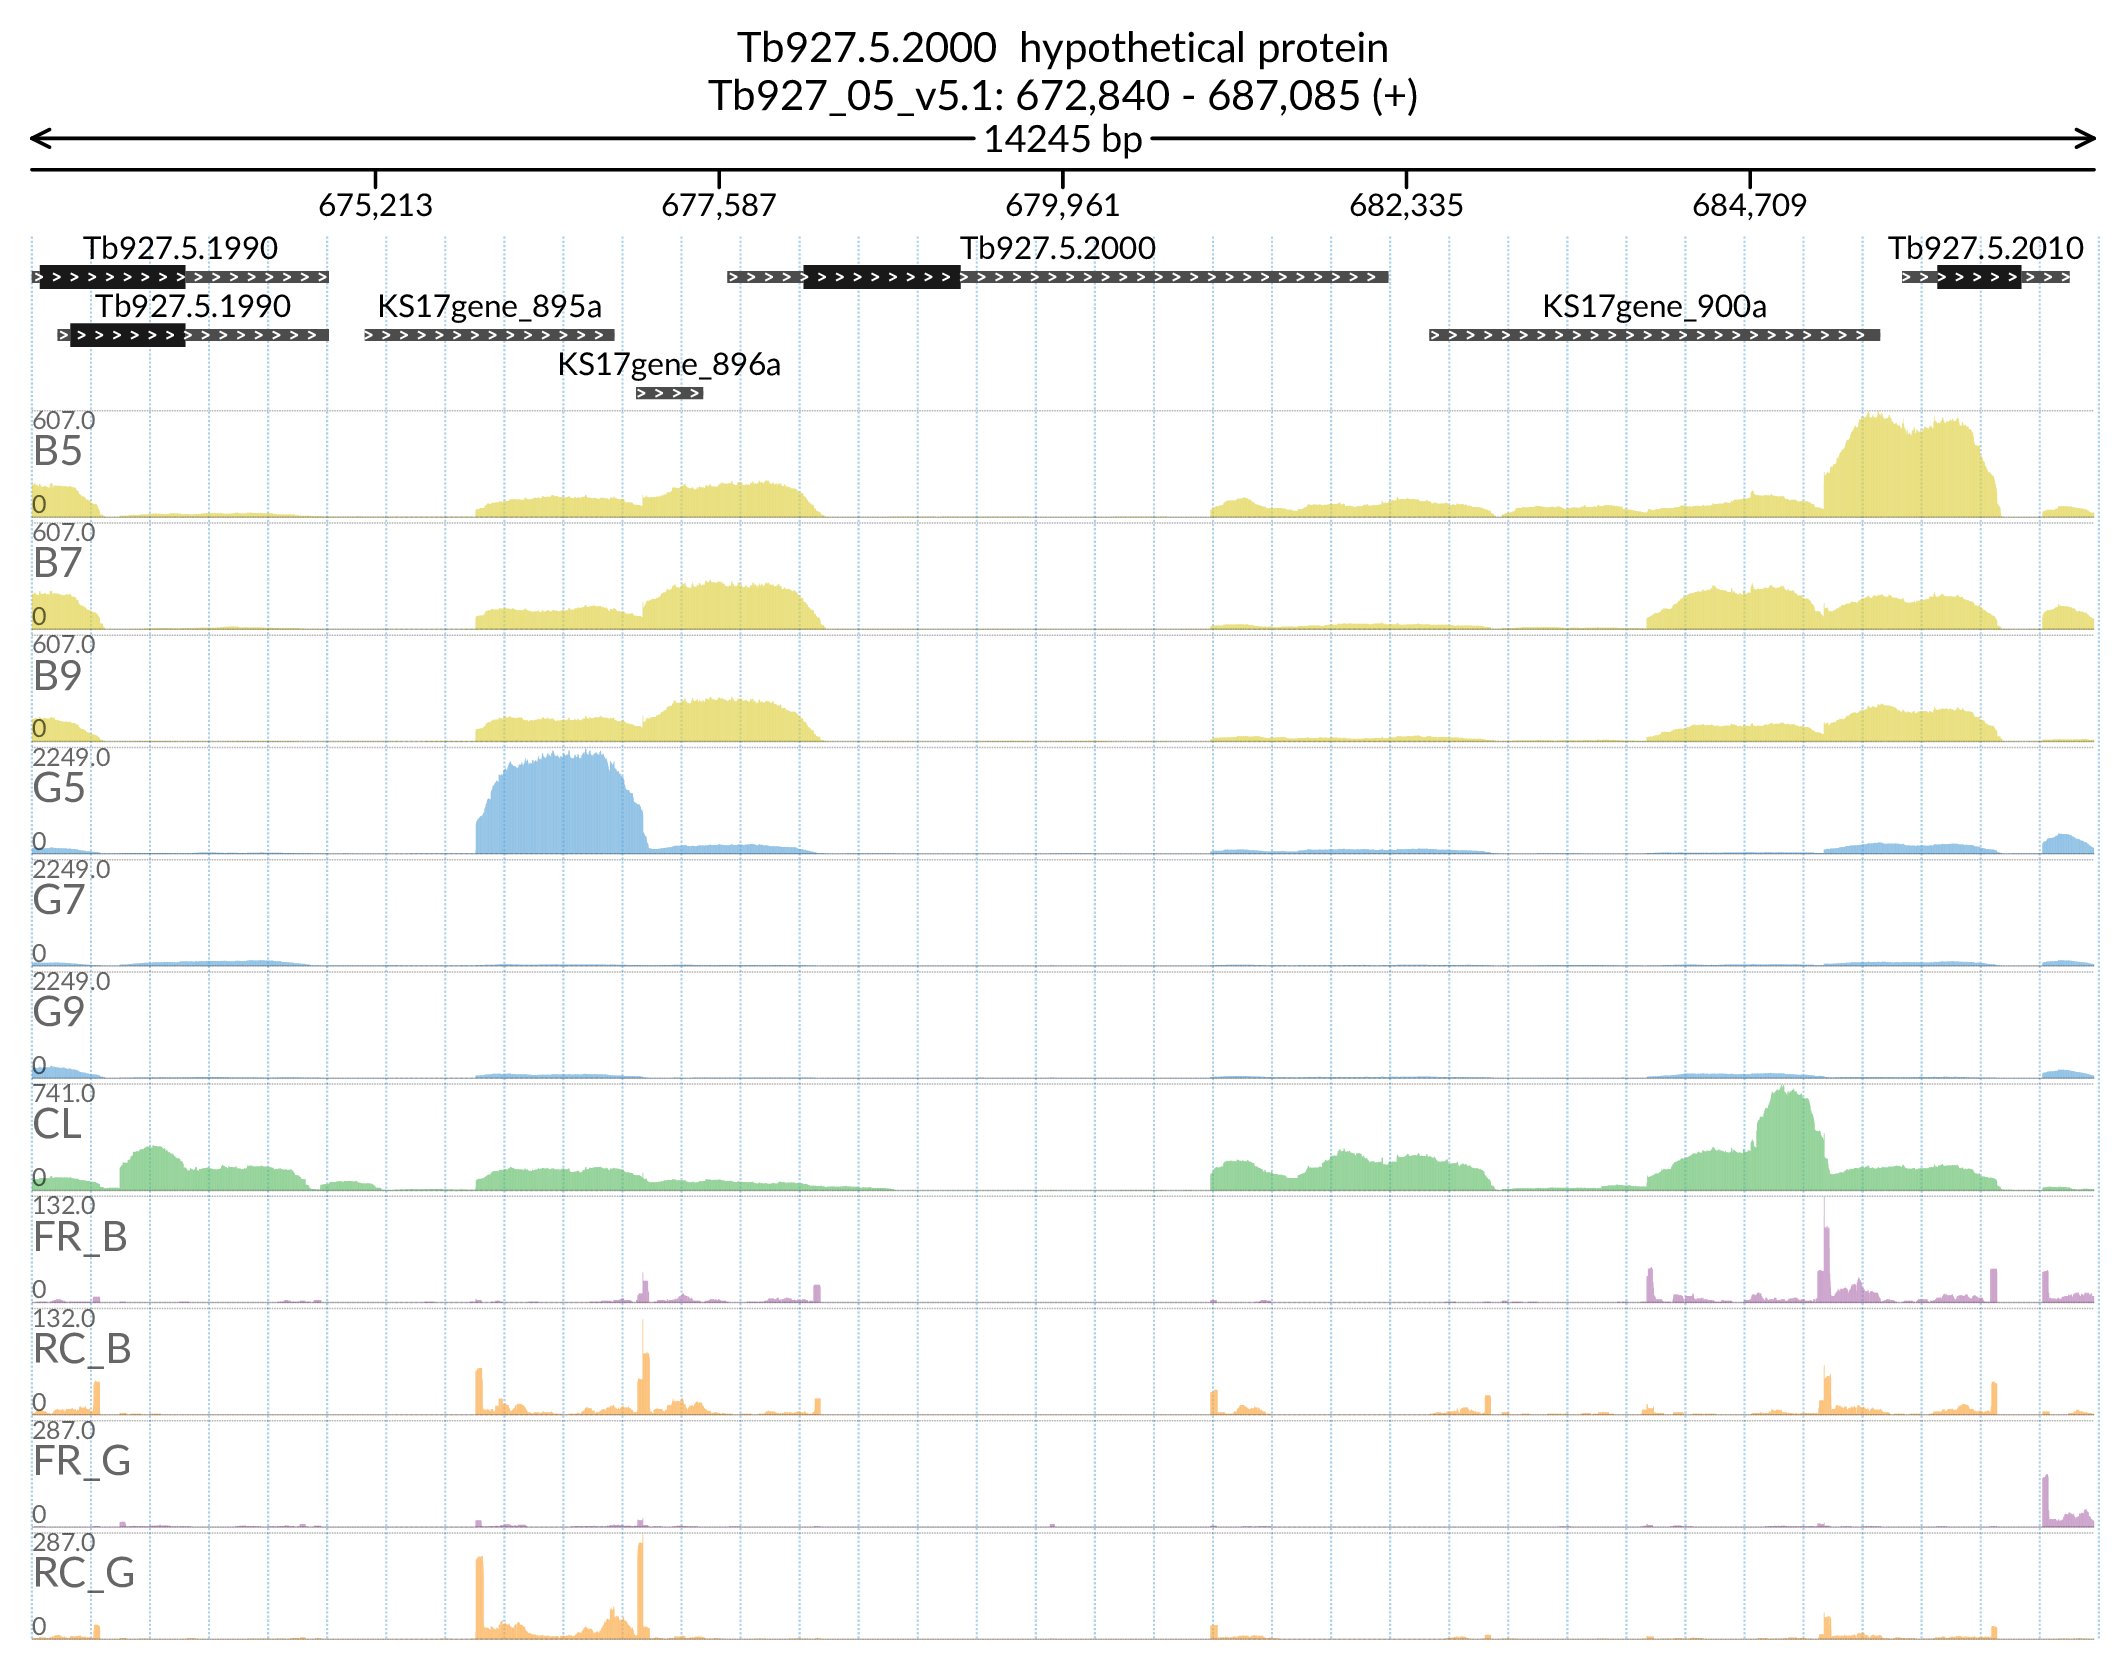 Tb927.5.2000 hypothetical protein
Tb927_05_v5.1: 672,840 - 687,085 (+)
14245 bp
675,213 677,587 679,961 682,335 684,709
Tb927.5.1990 Tb927.5.2000 Tb927.5.2010
Tb927.5.1990 KS17gene_895a KS17gene_900a
KS17gene_896a
607.0
B5
0
607.0
B7
0
607.0
B9
0
2249.0
G5
0
2249.0
G7
0
2249.0
G9
0
741.0
CL
0
132.0
FR_B
0
132.0
RC_B
0
287.0
FR_G
0
287.0
RC_G
0